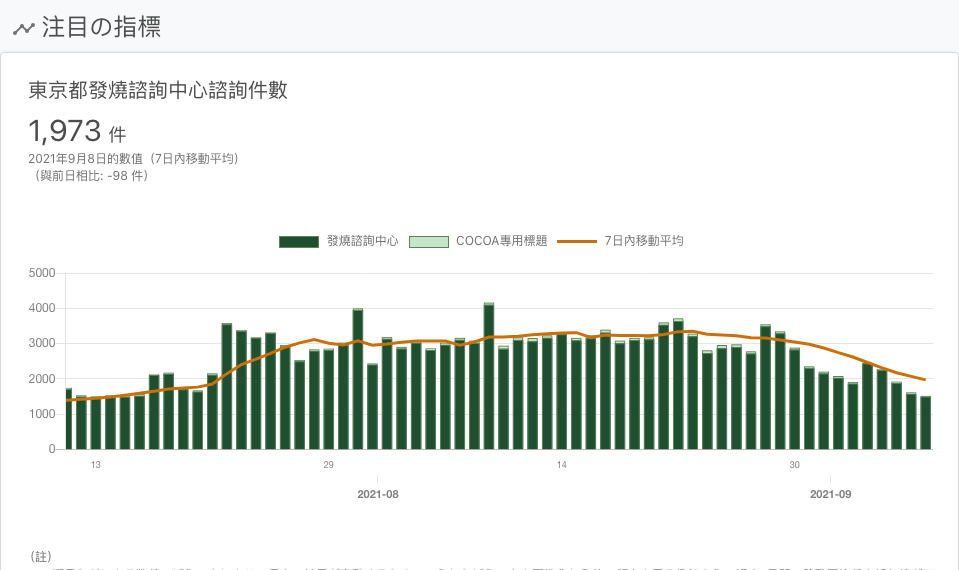 注目の指標
東京都發燒諮詢中心諮詢件數
1,973 件
2021年9月8日的數值（7日內移動平均）
（與前日相比: -98 件）
發燒諮詢中心 COCOA專用標題 7日內移動平均
5000
4000
3000
2000
1000
0
13 29 14 30
2021-08 2021-09
（註）